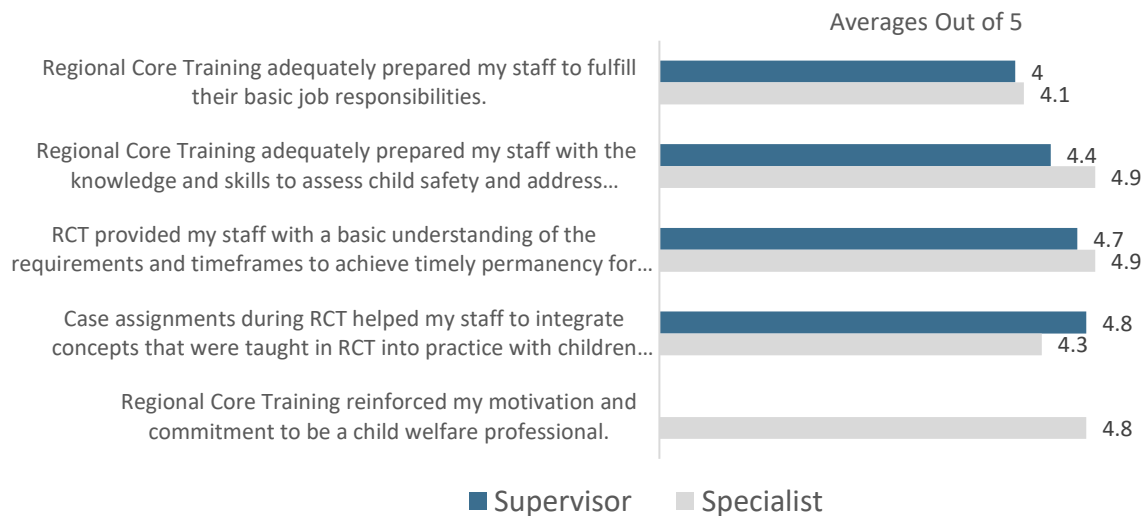 Averages Out of 5
Regional Core Training adequately prepared my staff to fulfill
their basic job responsibilities.
4
4.1
Regional Core Training adequately prepared my staff with the
knowledge and skills to assess child safety and address...
4.4
4.9
RCT provided my staff with a basic understanding of the
requirements and timeframes to achieve timely permanency for...
4.7
4.9
Case assignments during RCT helped my staff to integrate
concepts that were taught in RCT into practice with children...
4.8
4.3
Regional Core Training reinforced my motivation and
commitment to be a child welfare professional.
4.8
Supervisor Specialist